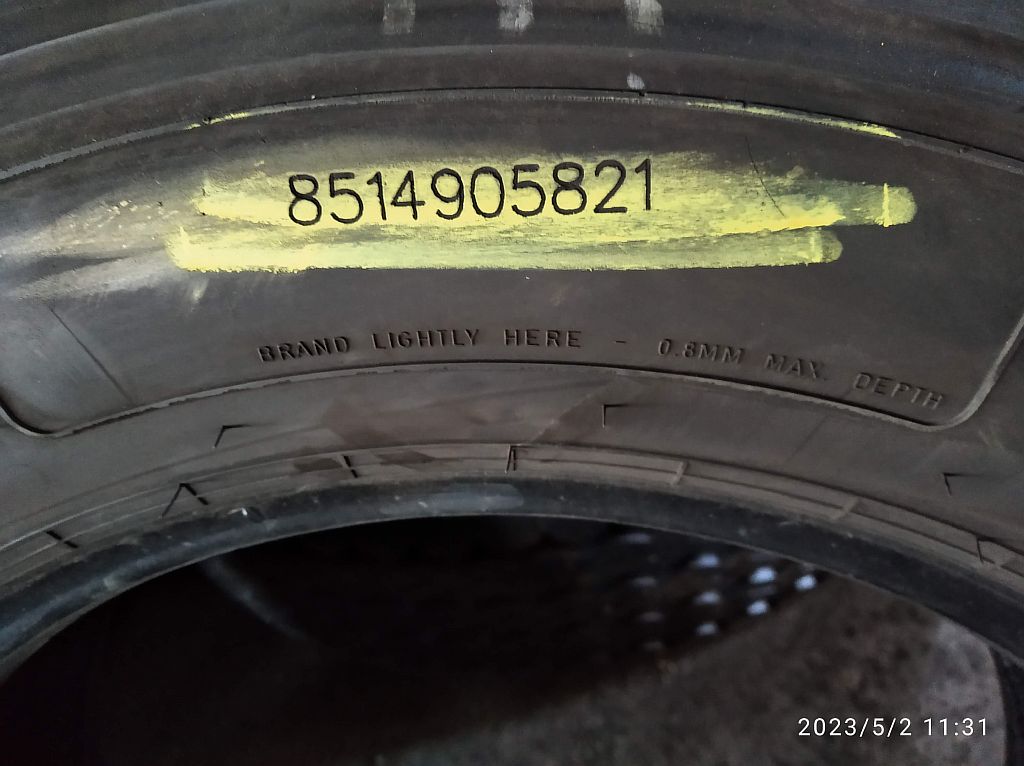 8514905821
BRAND LIGHTLY HERE - 0.8MM MAX. DEPTH
2023/5/2 11:31